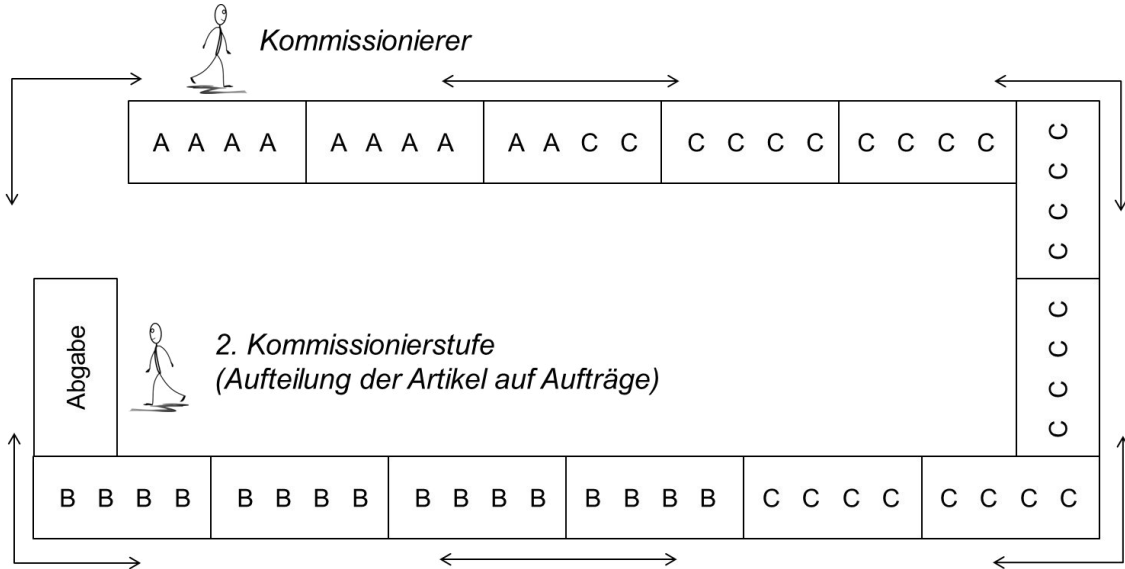 Kommissionierer
A A A A A A A A A A C C C C C C C C C C
C C C C
C C C C
Abgabe
2. Kommissionierstufe
(Aufteilung der Artikel auf Aufträge)
B B B B B B B B B B B B B B B B C C C C C C C C